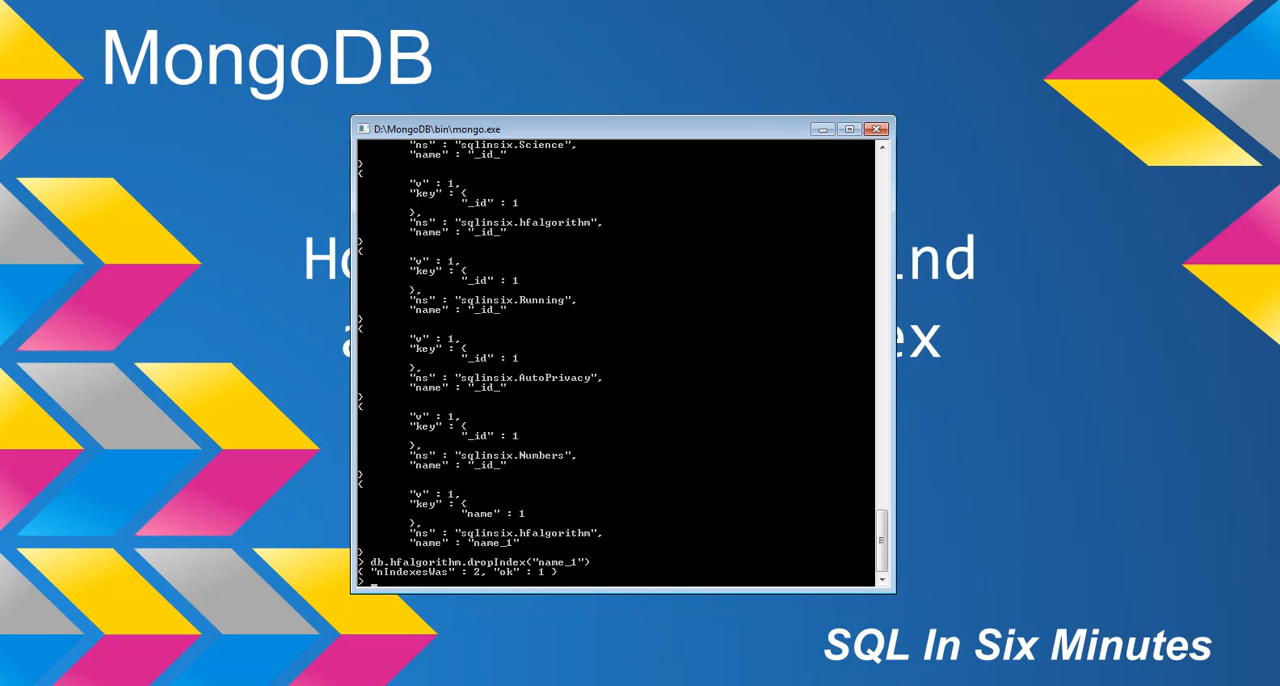 MongoDB
D:\MongoDB\bin\mongo.exe
"ns" : "sqlinsix.Science",
"name" : "_id_"
}
{
"v" : 1,
"key" : {
"_id" : 1
},
"ns" : "sqlinsix.hfalgorithm",
"name" : "_id_"
}
{
"v" : 1,
"key" : {
"_id" : 1
},
"ns" : "sqlinsix.Running",
"name" : "_id_"
}
{
"v" : 1,
"key" : {
"_id" : 1
},
"ns" : "sqlinsix.AutoPrivacy",
"name" : "_id_"
}
{
"v" : 1,
"key" : {
"_id" : 1
},
"ns" : "sqlinsix.Numbers",
"name" : "_id_"
}
{
"v" : 1,
"key" : {
"name" : 1
},
"ns" : "sqlinsix.hfalgorithm",
"name" : "name_1"
}
> db.hfalgorithm.dropIndex("name_1")
{ "nIndexesWas" : 2, "ok" : 1 }
>
SQL In Six Minutes